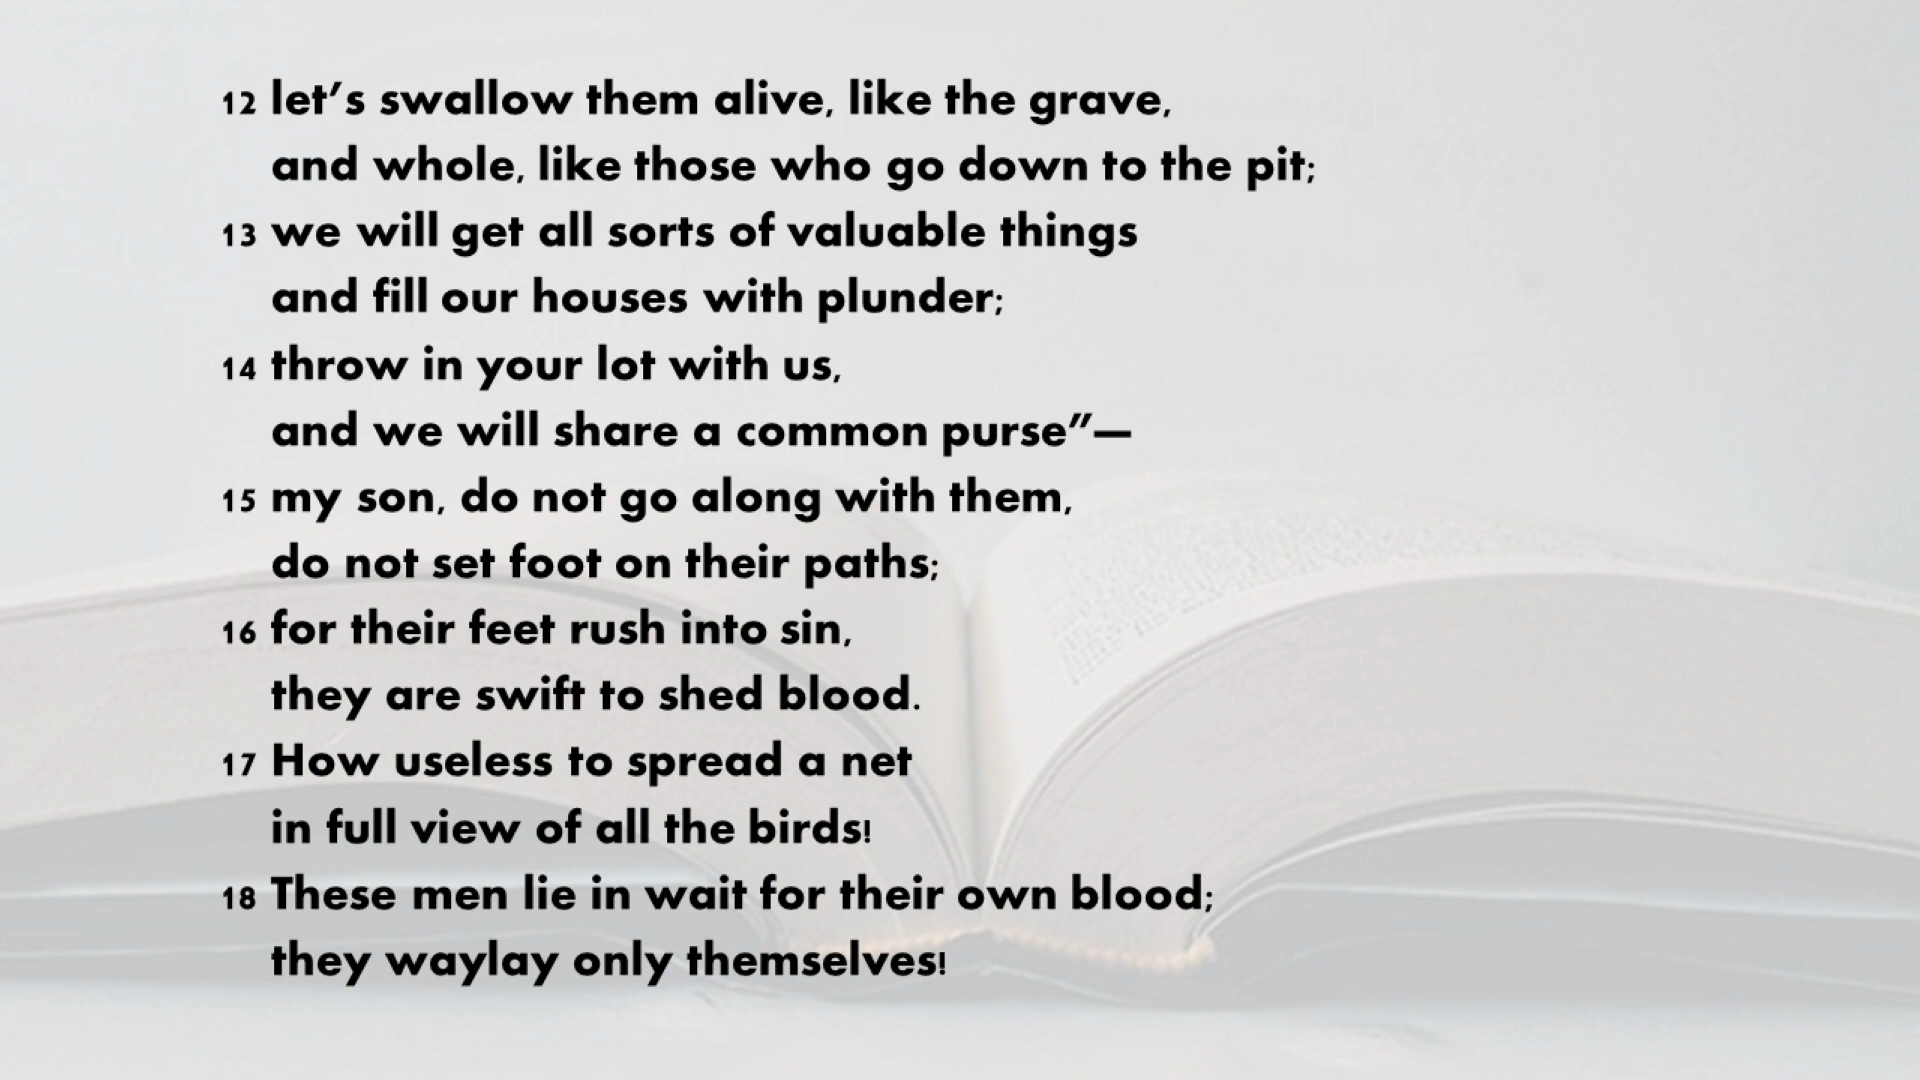 12 let’s swallow them alive, like the grave,
and whole, like those who go down to the pit;
13 we will get all sorts of valuable things
and fill our houses with plunder;
14 throw in your lot with us,
and we will share a common purse”—
15 my son, do not go along with them,
do not set foot on their paths;
16 for their feet rush into sin,
they are swift to shed blood.
17 How useless to spread a net
in full view of all the birds!
18 These men lie in wait for their own blood;
they waylay only themselves!